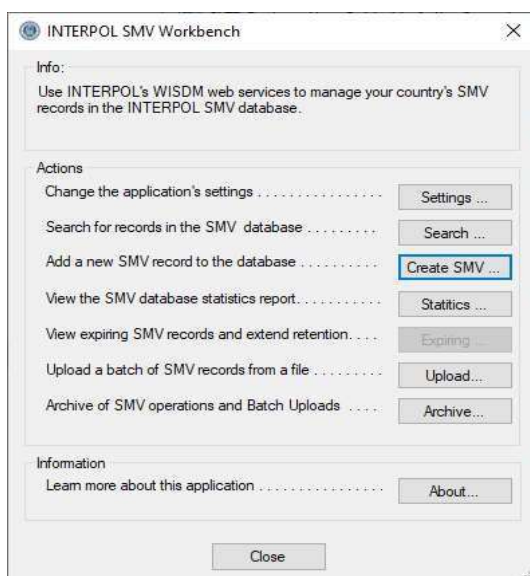 INTERPOL SMV Workbench
Info:
Use INTERPOL's WISDM web services to manage your country's SMV
records in the INTERPOL SMV database.
Actions
Change the application's settings . . . . . . . . . . . . . . . . Settings ...
Search for records in the SMV database . . . . . . . . . Search ...
Add a new SMV record to the database . . . . . . . . . . Create SMV ...
View the SMV database statistics report. . . . . . . . . . Statitics ...
View expiring SMV records and extend retention. . . . Expiring ...
Upload a batch of SMV records from a file . . . . . . . . . Upload...
Archive of SMV operations and Batch Uploads . . . . Archive...
Information
Learn more about this application . . . . . . . . . . . . . . . . About...
Close